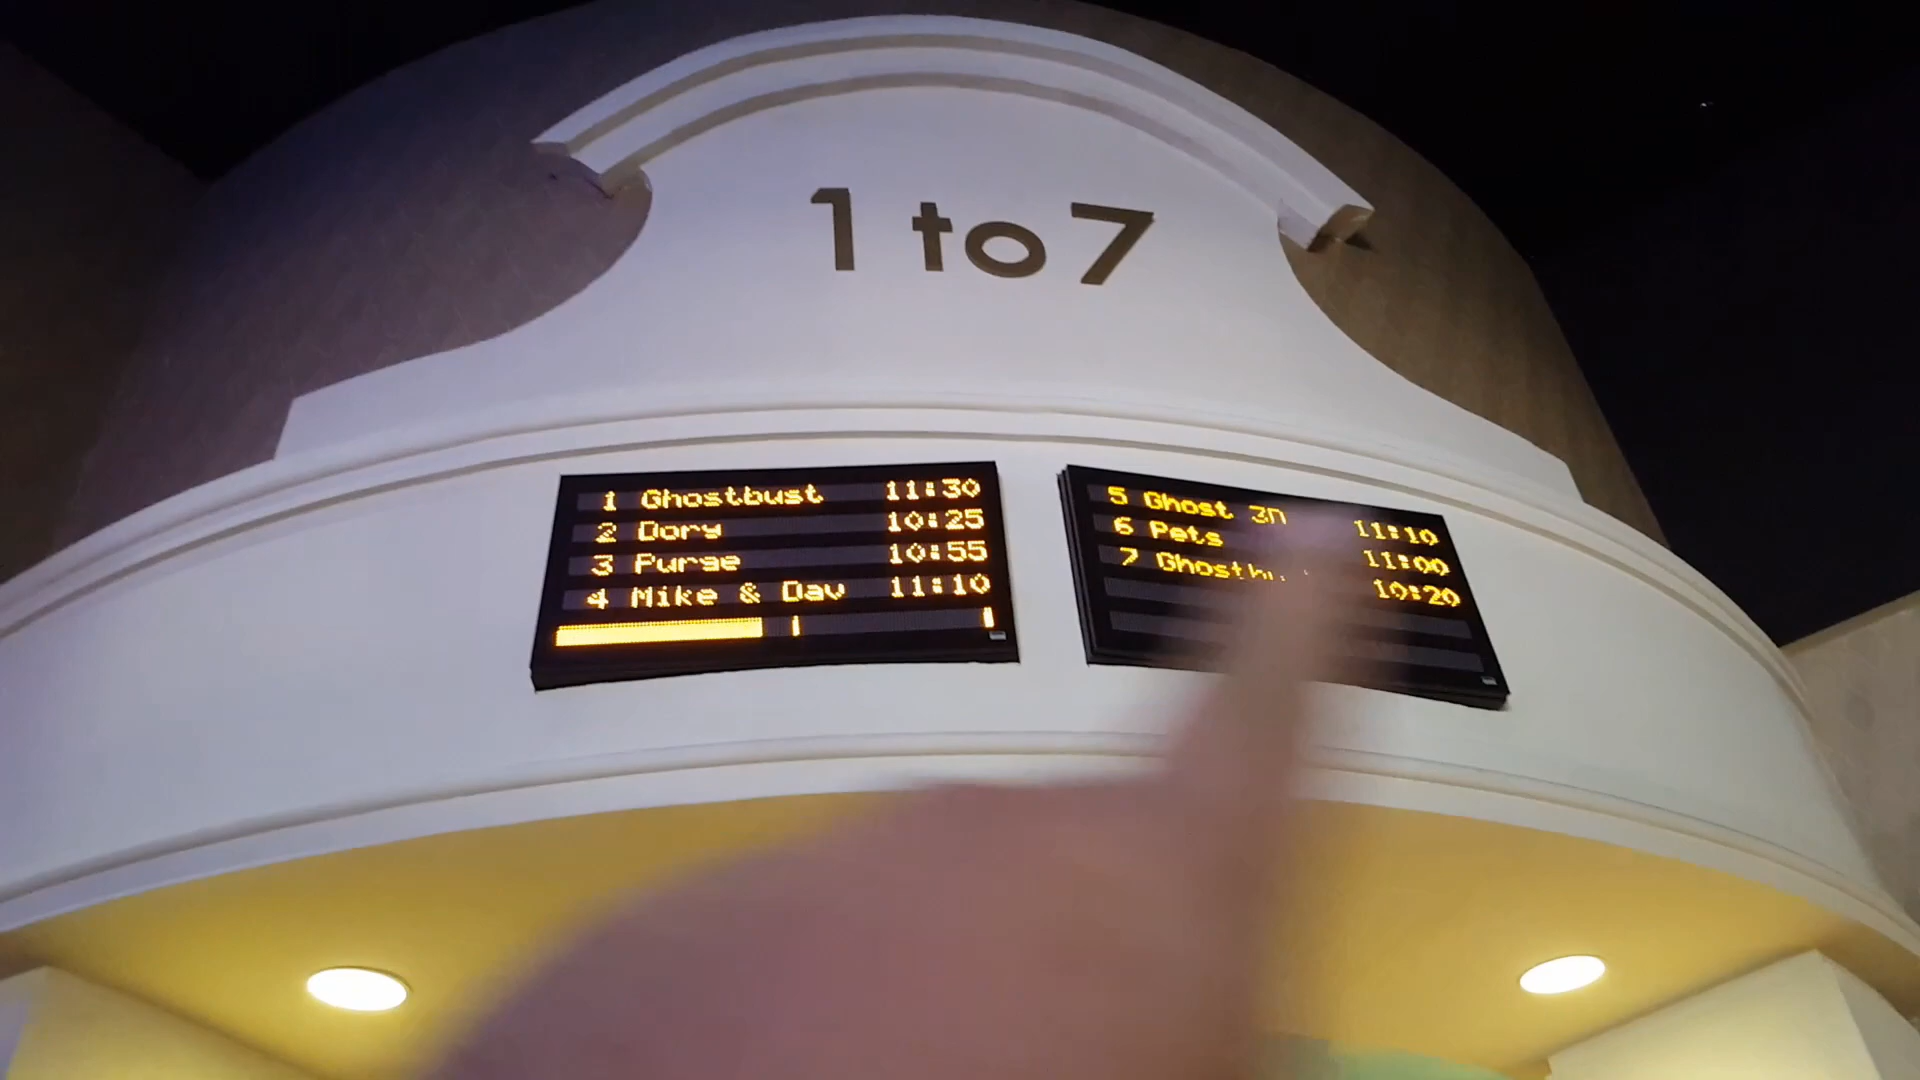 1 to 7
1 Ghostbust 11:30
2 Dory 10:25
3 Purge 10:55
4 Mike & Dav 11:10
5 Ghost 3D 11:10
6 Pets 11:00
7 10:20